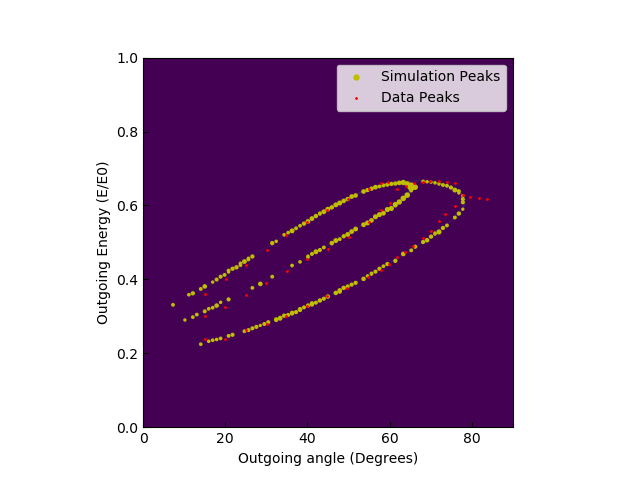 1.0
0.8
0.6
0.4
0.2
0.0
Outgoing Energy (E/E0)
Simulation Peaks
Data Peaks
0 20 40 60 80
Outgoing angle (Degrees)